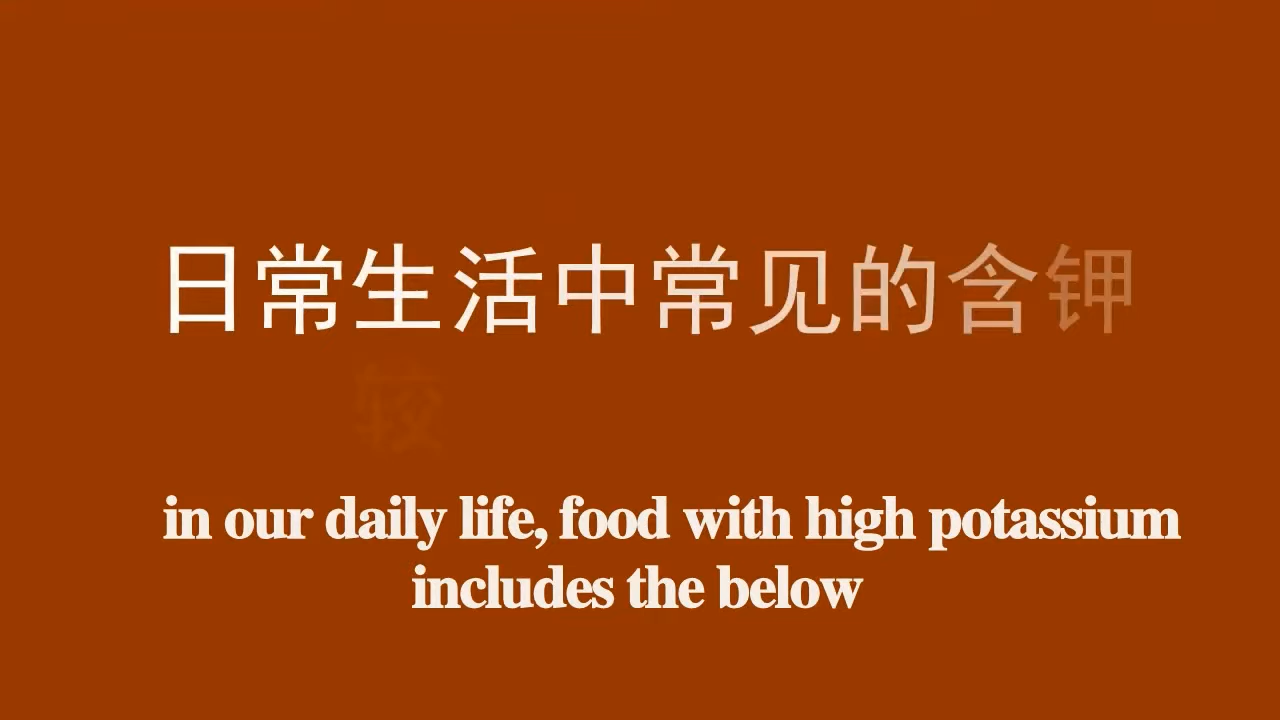 日常生活中常见的含钾
较
in our daily life, food with high potassium
includes the below